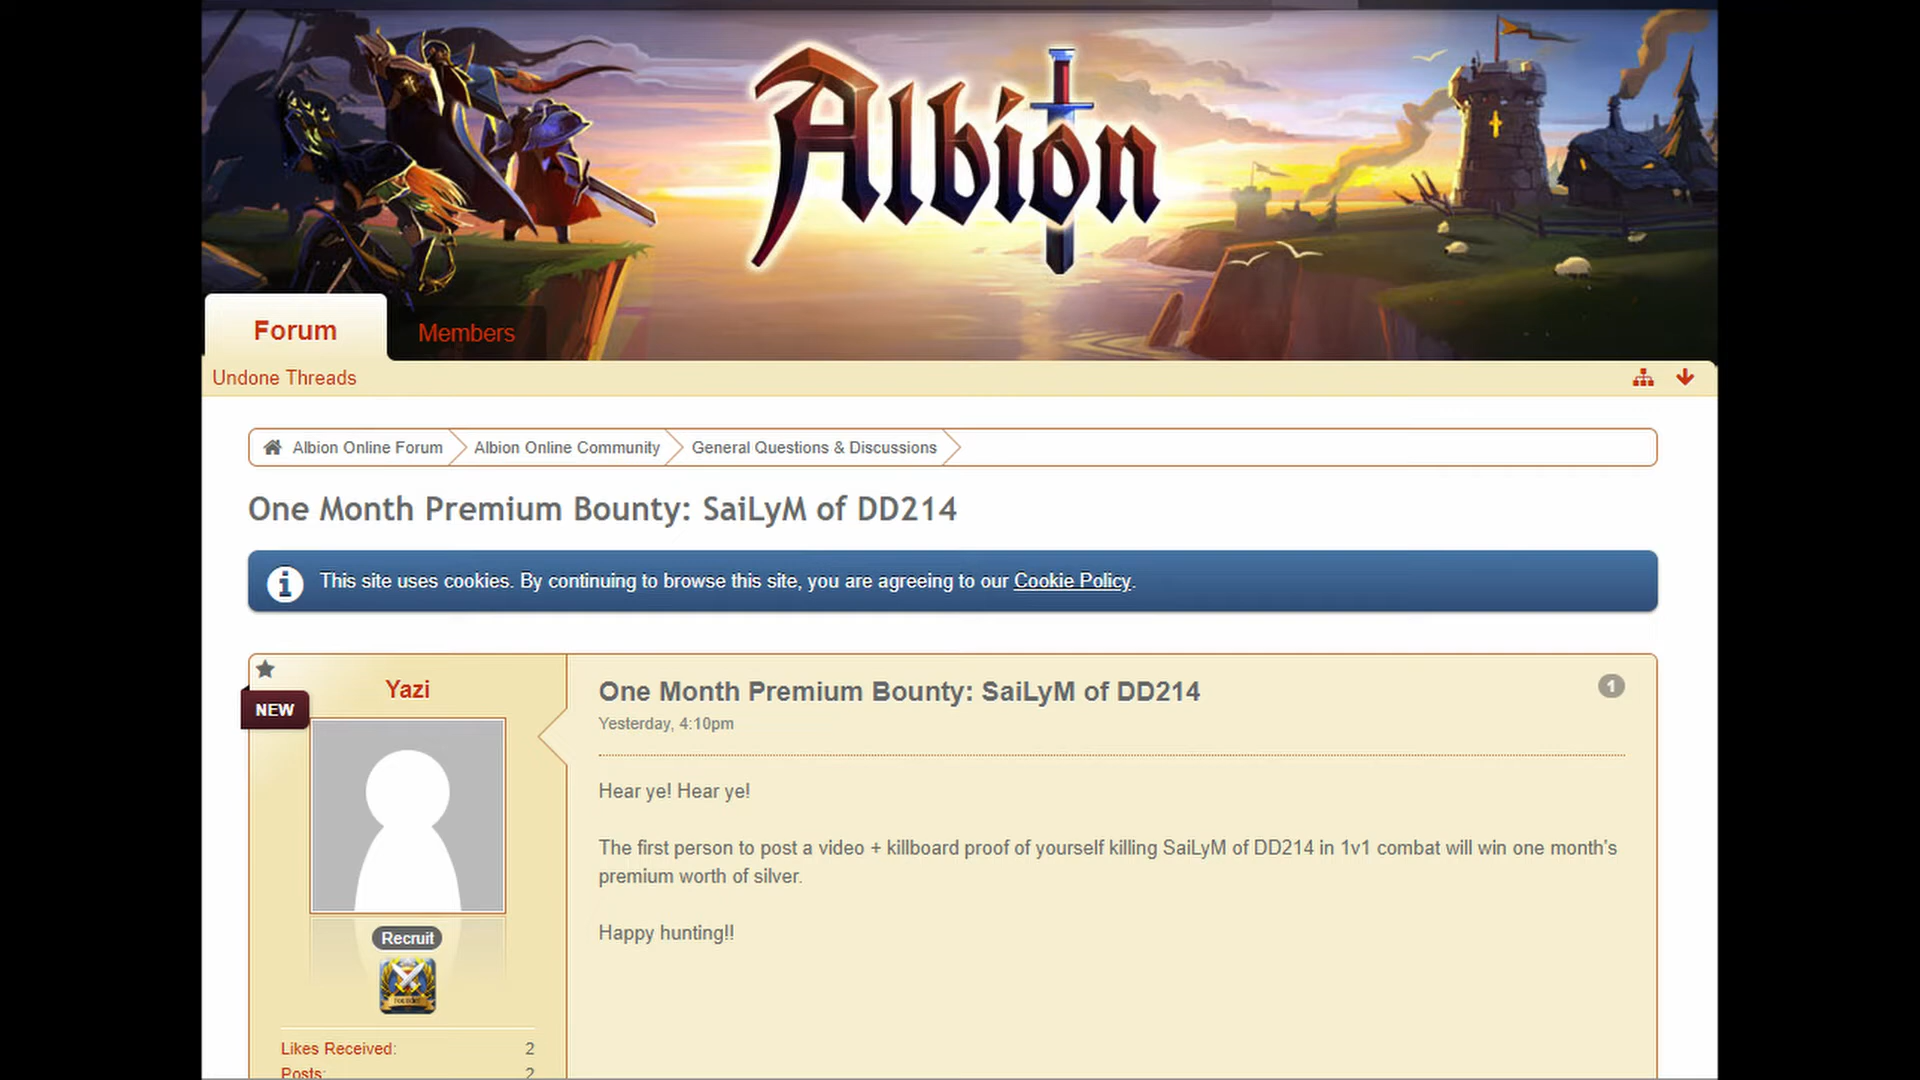 Albion
Forum
Members
Undone Threads
Albion Online Forum
Albion Online Community
General Questions & Discussions
One Month Premium Bounty: SaiLyM of DD214
This site uses cookies. By continuing to browse this site, you are agreeing to our Cookie Policy.
NEW
Yazi
One Month Premium Bounty: SaiLyM of DD214
1
Yesterday, 4:10pm
Hear ye! Hear ye!
The first person to post a video + killboard proof of yourself killing SaiLyM of DD214 in 1v1 combat will win one month's
premium worth of silver.
Happy hunting!!
Recruit
Likes Received: 2
Posts: 2